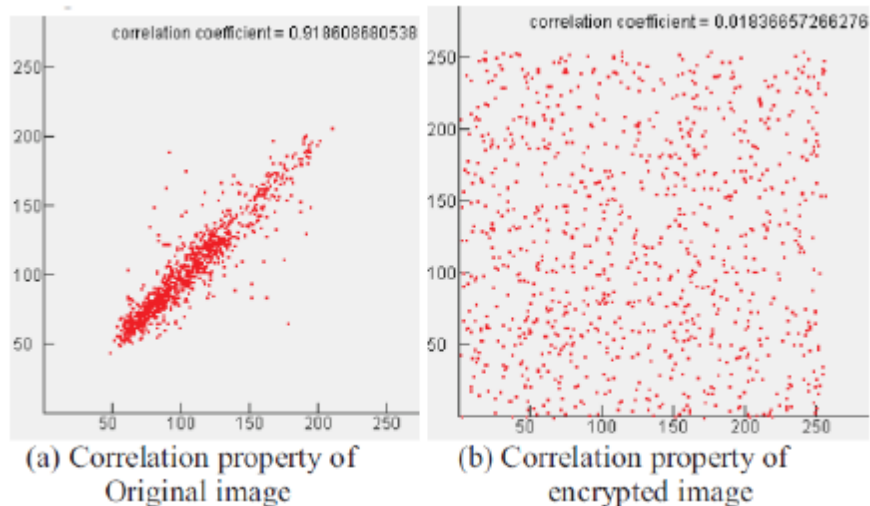 correlation coefficient = 0.918608680538
250
200
150
100
50
50 100 150 200 250
(a) Correlation property of
Original image
correlation coefficient = 0.01836657266276
250
200
150
100
50
50 100 150 200 250
(b) Correlation property of
encrypted image